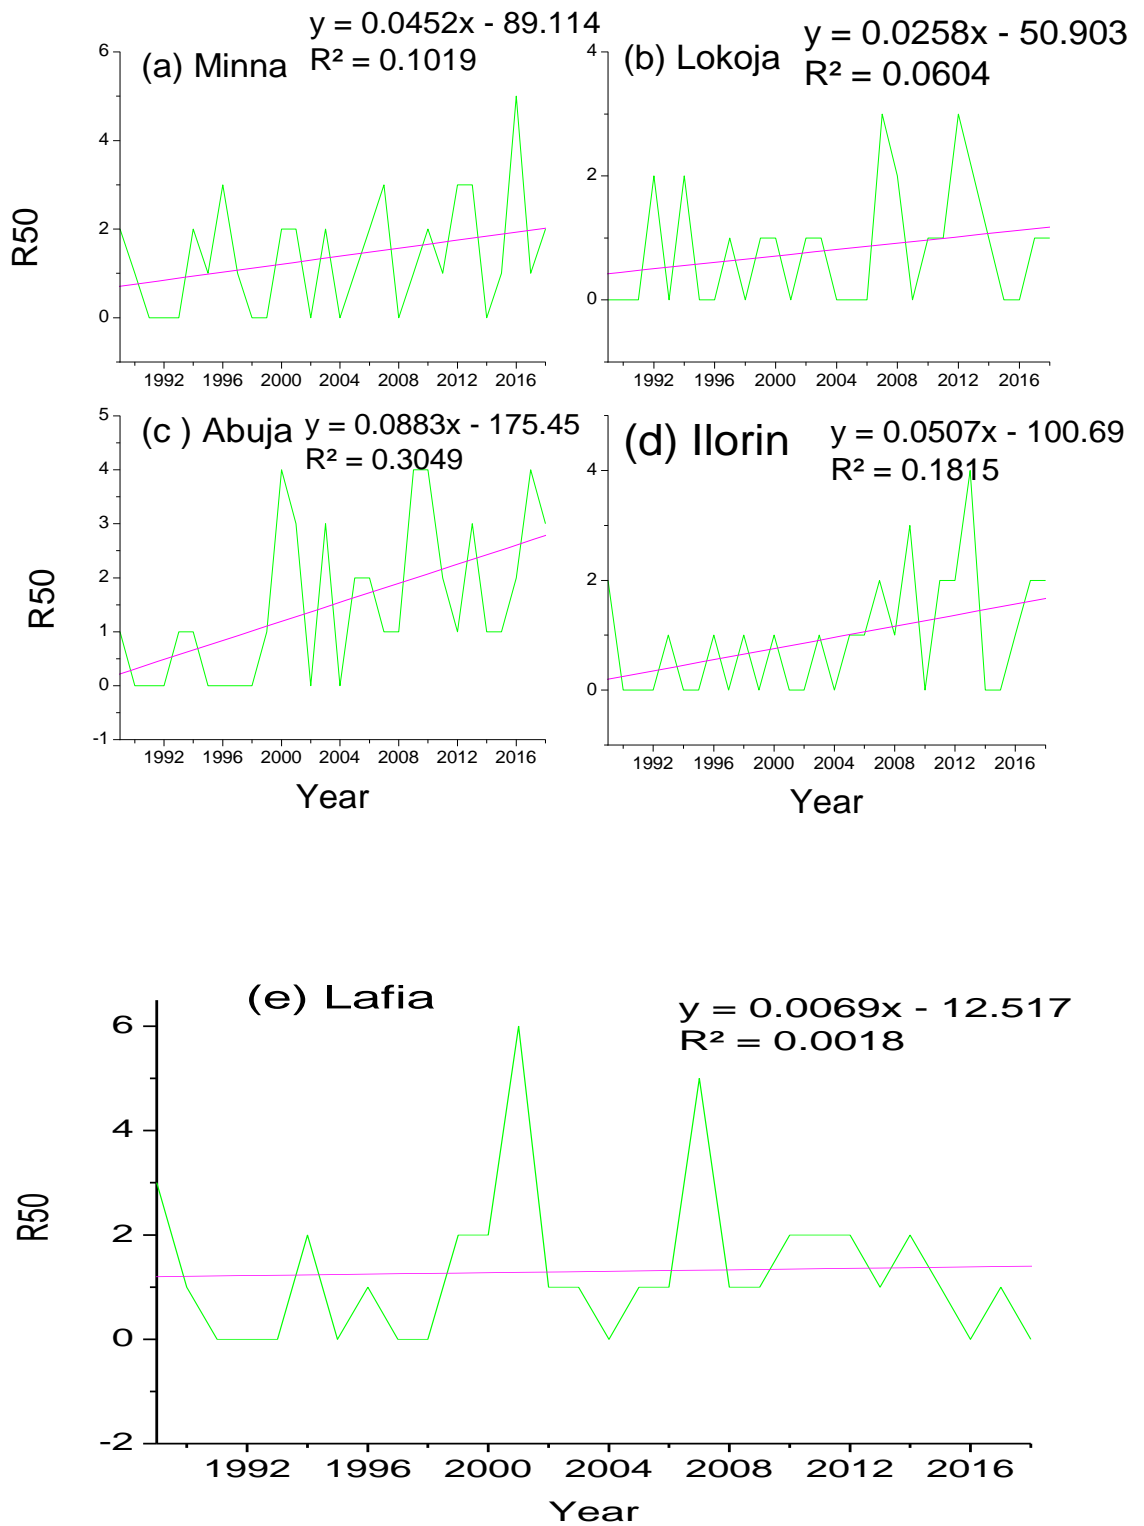 y = 0.0452x - 89.114
R² = 0.1019
(a) Minna
6
4
2
0
R50
1992 1996 2000 2004 2008 2012 2016
y = 0.0258x - 50.903
R² = 0.0604
(b) Lokoja
4
2
0
1992 1996 2000 2004 2008 2012 2016
(c ) Abuja
y = 0.0883x - 175.45
R² = 0.3049
5
4
3
2
1
0
-1
R50
1992 1996 2000 2004 2008 2012 2016
Year
(d) Ilorin
y = 0.0507x - 100.69
R² = 0.1815
4
2
0
1992 1996 2000 2004 2008 2012 2016
Year
(e) Lafia
y = 0.0069x - 12.517
R² = 0.0018
6
4
2
0
-2
R50
1992 1996 2000 2004 2008 2012 2016
Year